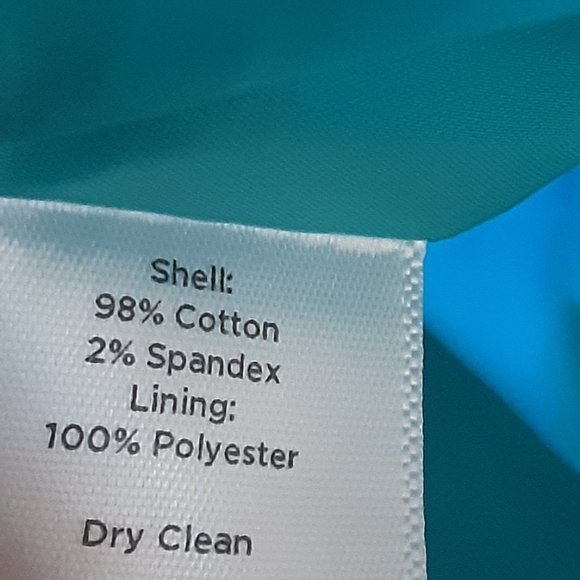 Shell:
98% Cotton
2% Spandex
Lining:
100% Polyester
Dry Clean